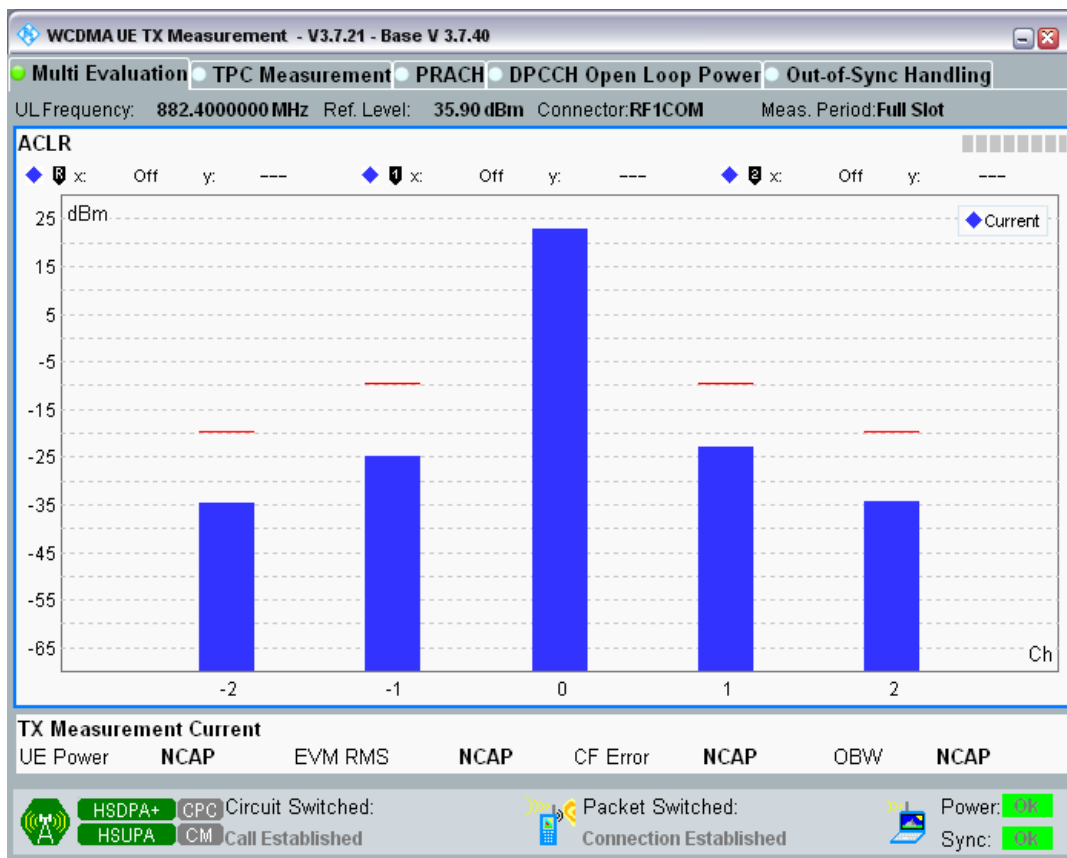 WCDMA UE TX Measurement - V3.7.21 - Base V 3.7.40
Multi Evaluation TPC Measurement PRACH DPCCH Open Loop Power Out-of-Sync Handling
UL Frequency: 882.4000000 MHz Ref. Level: 35.90 dBm Connector:RF1COM Meas. Period:Full Slot
ACLR
R x: Off y: --- 1 x: Off y: --- 2 x: Off y: ---
dBm
Current
25
15
5
-5
-15
-25
-35
-45
-55
-65
Ch
-2 -1 0 1 2
TX Measurement Current
UE Power NCAP EVM RMS NCAP CF Error NCAP OBW NCAP
HSDPA+ CPC Circuit Switched: Packet Switched: Power: Ok
HSUPA CM Call Established Connection Established Sync: Ok